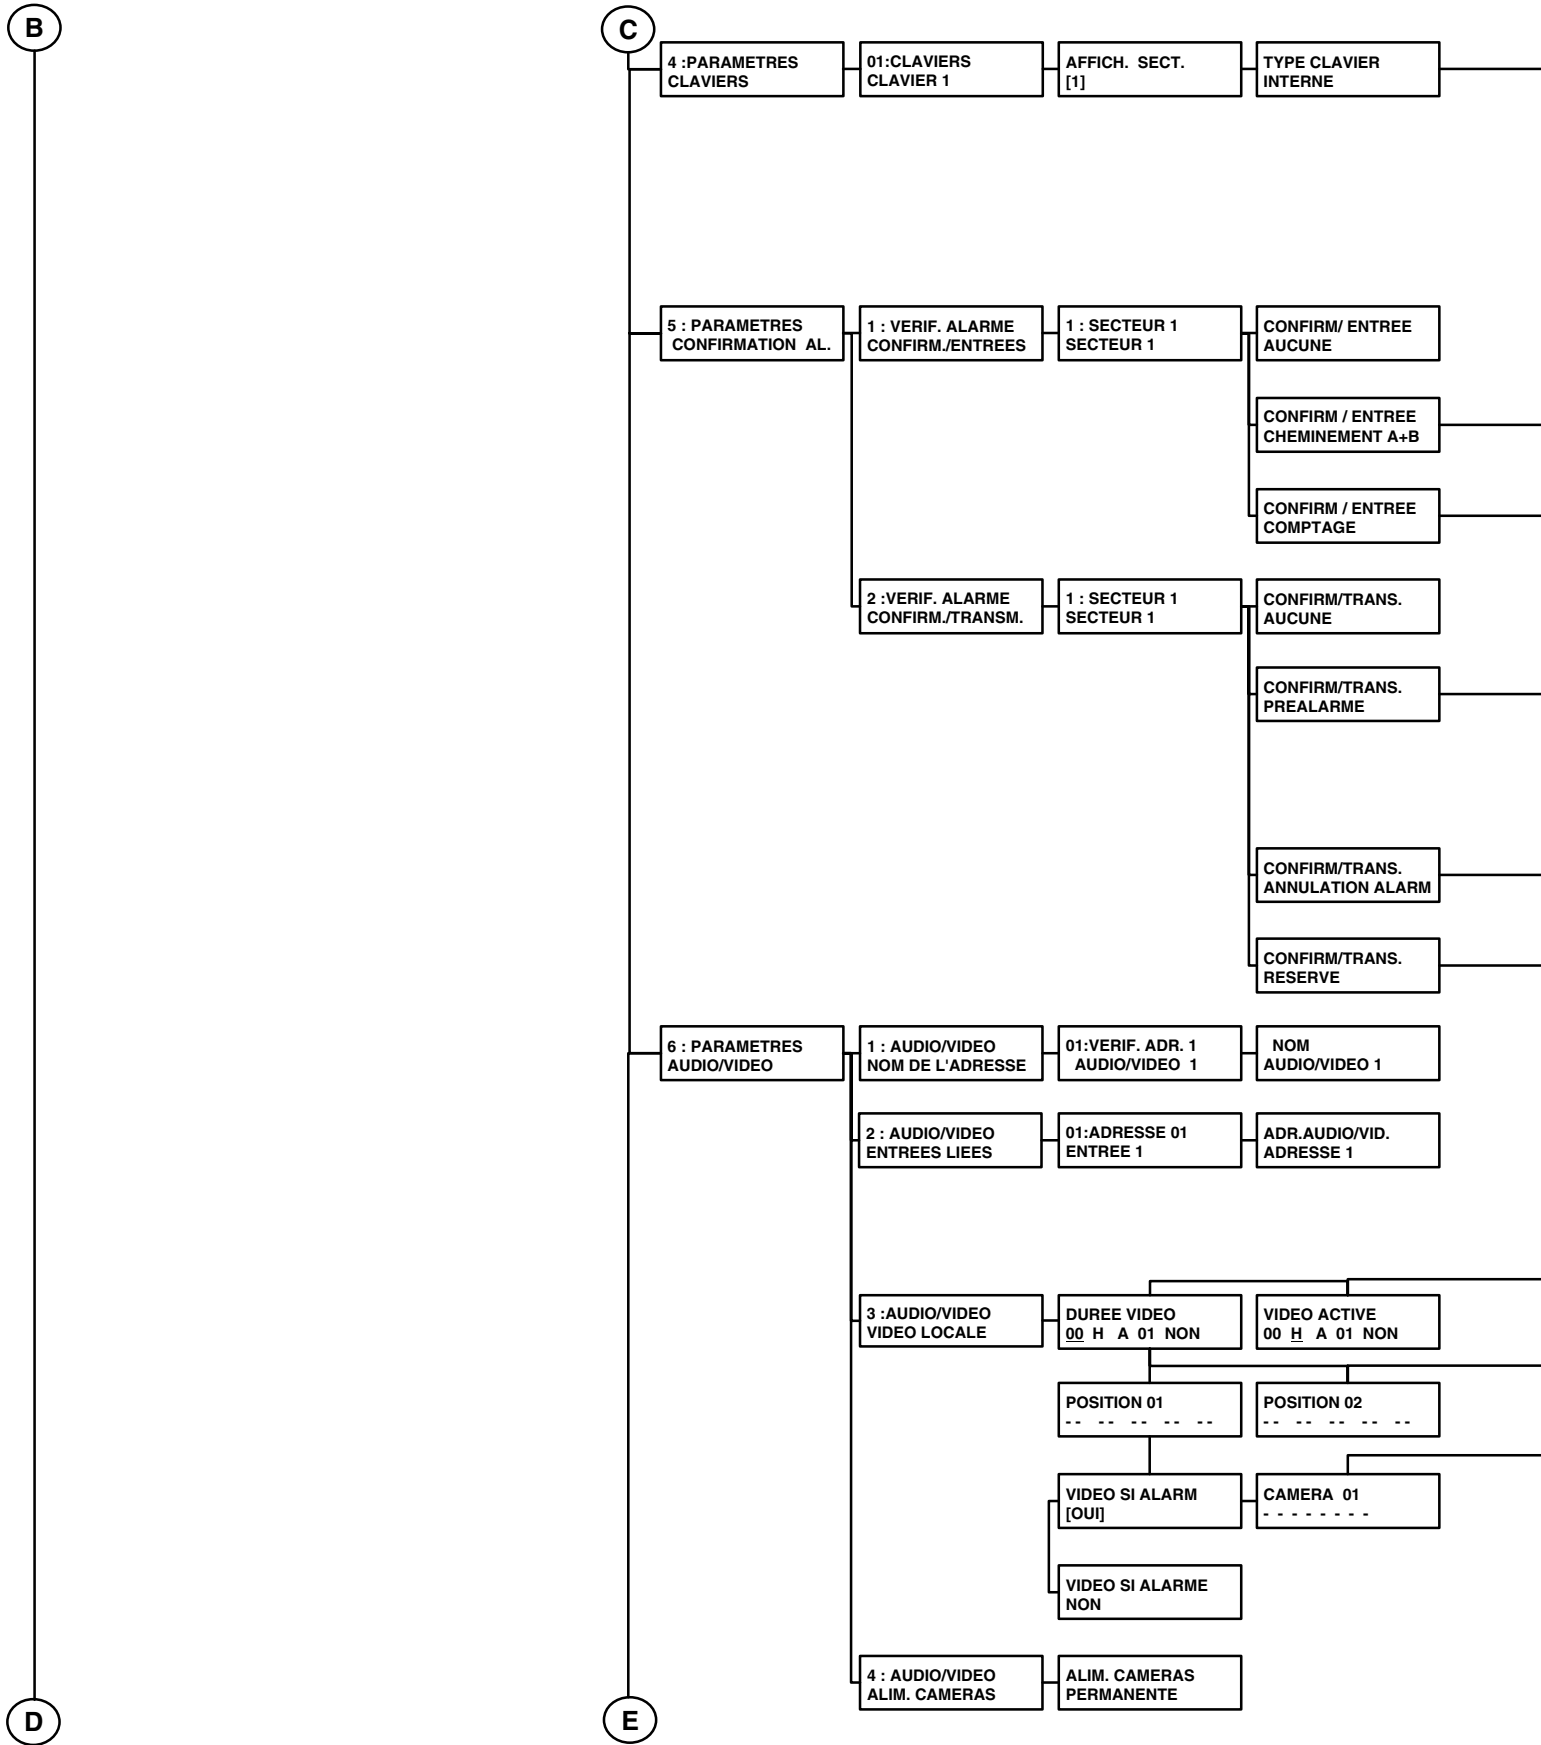 B
C
4 :PARAMETRES
CLAVIERS
01:CLAVIERS
CLAVIER 1
AFFICH. SECT.
[1]
TYPE CLAVIER
INTERNE
5 : PARAMETRES
CONFIRMATION AL.
1 : VERIF. ALARME
CONFIRM./ENTREES
1 : SECTEUR 1
SECTEUR 1
CONFIRM/ ENTREE
AUCUNE
CONFIRM / ENTREE
CHEMINEMENT A+B
CONFIRM / ENTREE
COMPTAGE
2 :VERIF. ALARME
CONFIRM./TRANSM.
1 : SECTEUR 1
SECTEUR 1
CONFIRM/TRANS.
AUCUNE
CONFIRM/TRANS.
PREALARME
CONFIRM/TRANS.
ANNULATION ALARM
CONFIRM/TRANS.
RESERVE
6 : PARAMETRES
AUDIO/VIDEO
1 : AUDIO/VIDEO
NOM DE L'ADRESSE
01:VERIF. ADR. 1
AUDIO/VIDEO 1
NOM
AUDIO/VIDEO 1
2 : AUDIO/VIDEO
ENTREES LIEES
01:ADRESSE 01
ENTREE 1
ADR.AUDIO/VID.
ADRESSE 1
3 :AUDIO/VIDEO
VIDEO LOCALE
DUREE VIDEO
00 H A 01 NON
VIDEO ACTIVE
00 H A 01 NON
POSITION 01
-- -- -- -- --
POSITION 02
-- -- -- -- --
VIDEO SI ALARM
[OUI]
CAMERA 01
- - - - - - - -
VIDEO SI ALARME
NON
4 : AUDIO/VIDEO
ALIM. CAMERAS
ALIM. CAMERAS
PERMANENTE
D
E